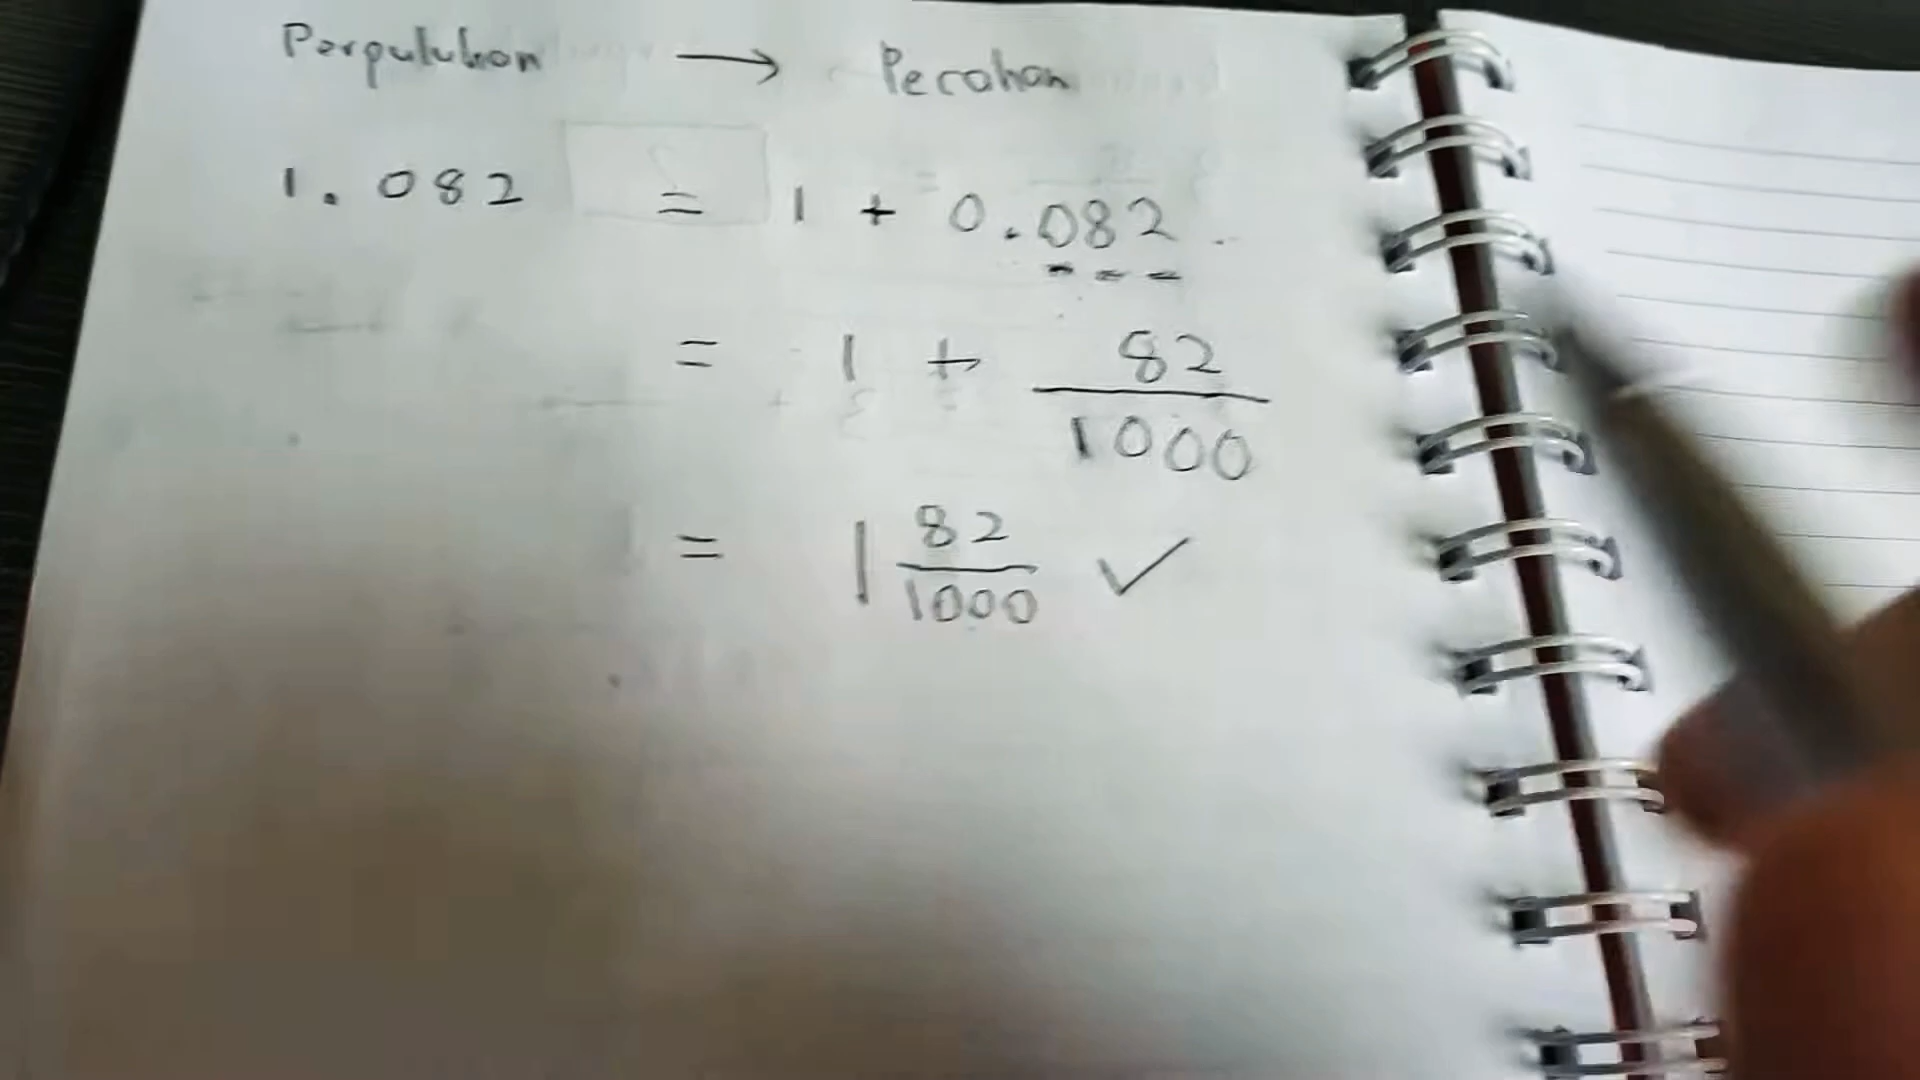 Perpuluhan → Pecahan
1.082 = 1 + 0.082
= 1 + 82/1000
= 1 82/1000 ✓